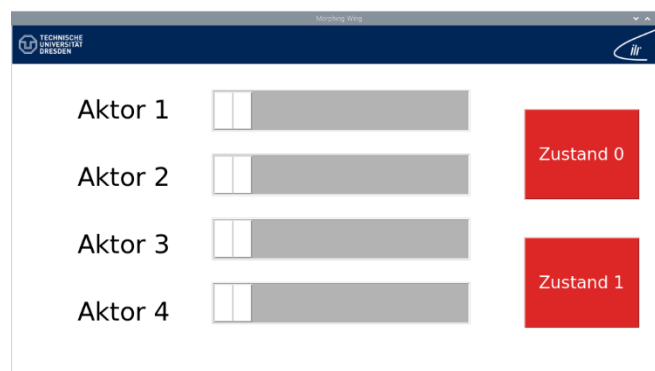 Morphing Wing
TECHNISCHE
UNIVERSITÄT
DRESDEN
ilr
Aktor 1
Aktor 2
Aktor 3
Aktor 4
Zustand 0
Zustand 1